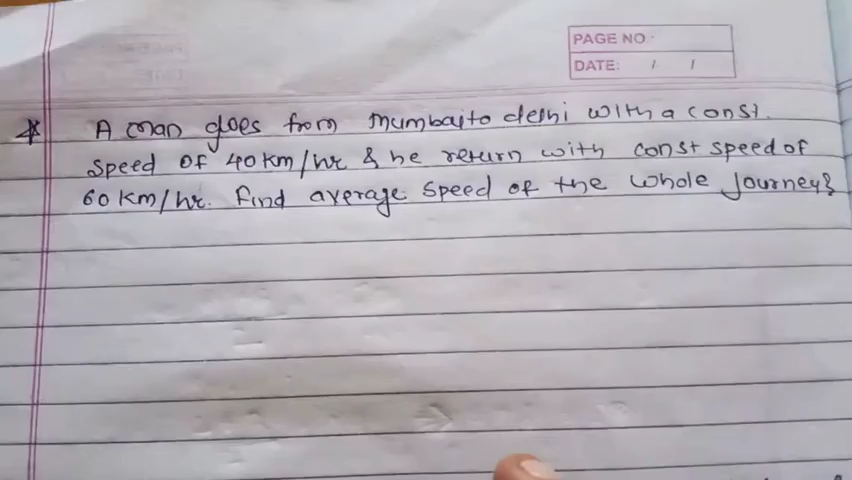 PAGE NO.
DATE: / /
* A man goes from Mumbai to delhi with a const.
Speed of 40 km/hr & he return with const speed of
60 km/hr. Find average speed of the whole Journey?